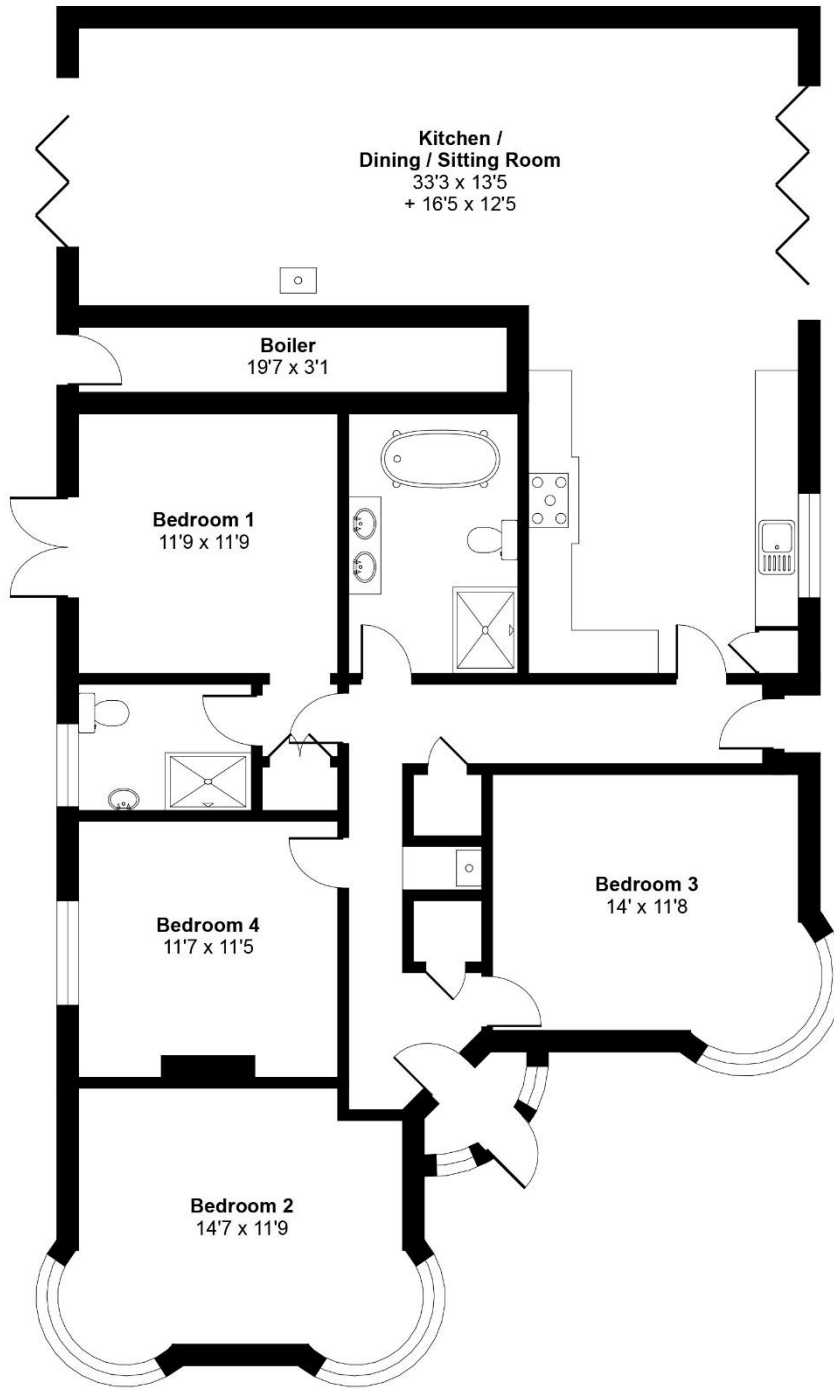 Kitchen /
Dining / Sitting Room
33'3 x 13'5
+ 16'5 x 12'5
Boiler
19'7 x 3'1
Bedroom 1
11'9 x 11'9
Bedroom 3
14' x 11'8
Bedroom 4
11'7 x 11'5
Bedroom 2
14'7 x 11'9